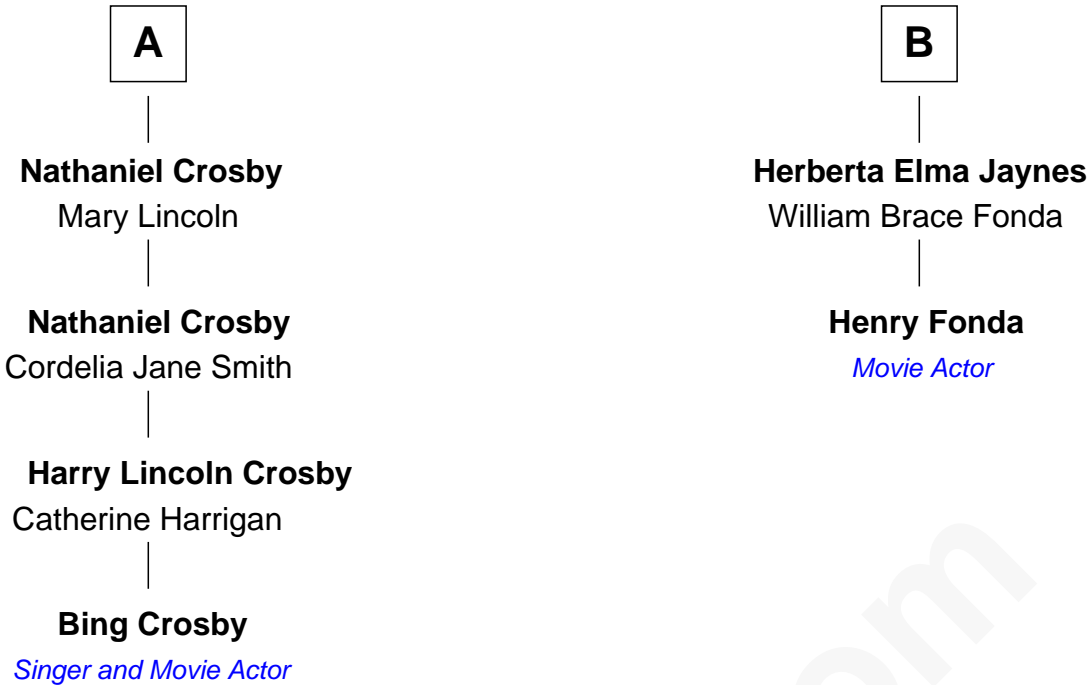 A
Nathaniel Crosby
Mary Lincoln
Nathaniel Crosby
Cordelia Jane Smith
Harry Lincoln Crosby
Catherine Harrigan
Bing Crosby
Singer and Movie Actor
B
Herberta Elma Jaynes
William Brace Fonda
Henry Fonda
Movie Actor
om